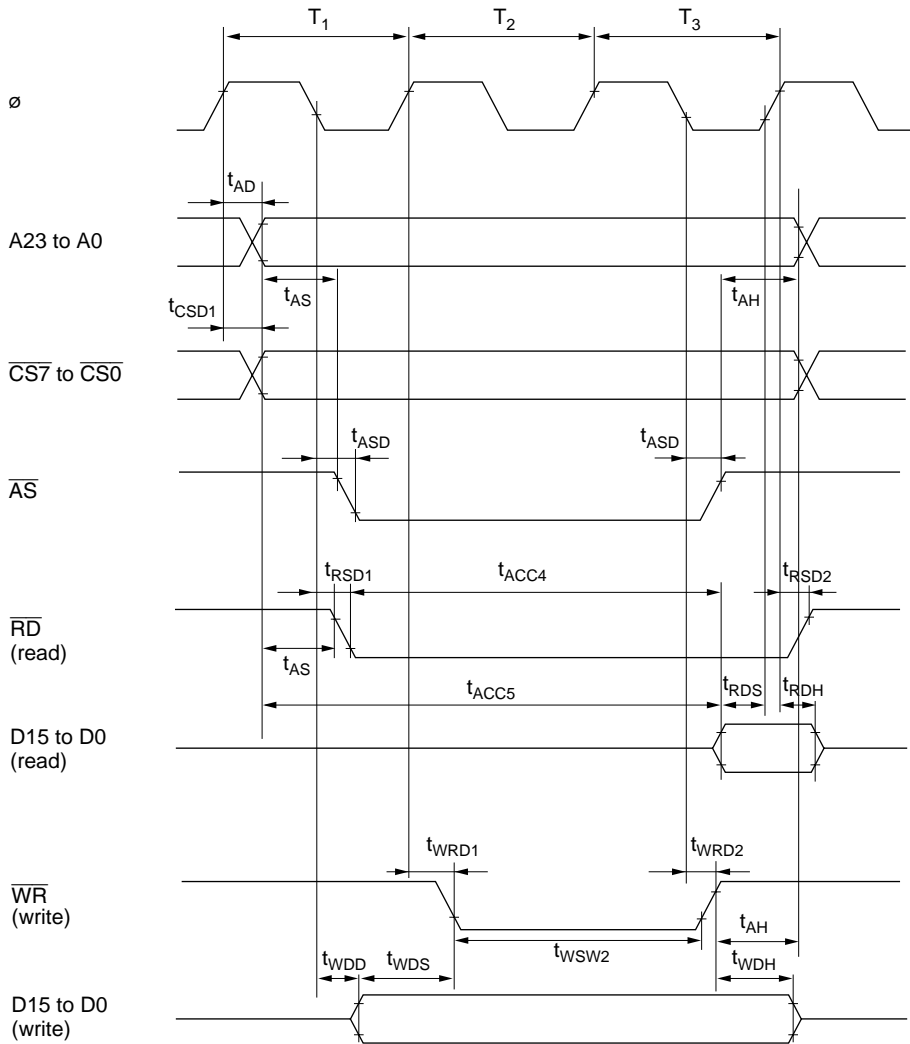 T1 T2 T3
ø
tAD
A23 to A0
tAS tAH
tCSD1
CS7 to CS0
tASD tASD
AS
tRSD1 tACC4 tRSD2
RD
(read)
tAS
tACC5 tRDS tRDH
D15 to D0
(read)
tWRD1 tWRD2
WR
(write)
tAH
tWSW2
tWDD tWDS tWDH
D15 to D0
(write)